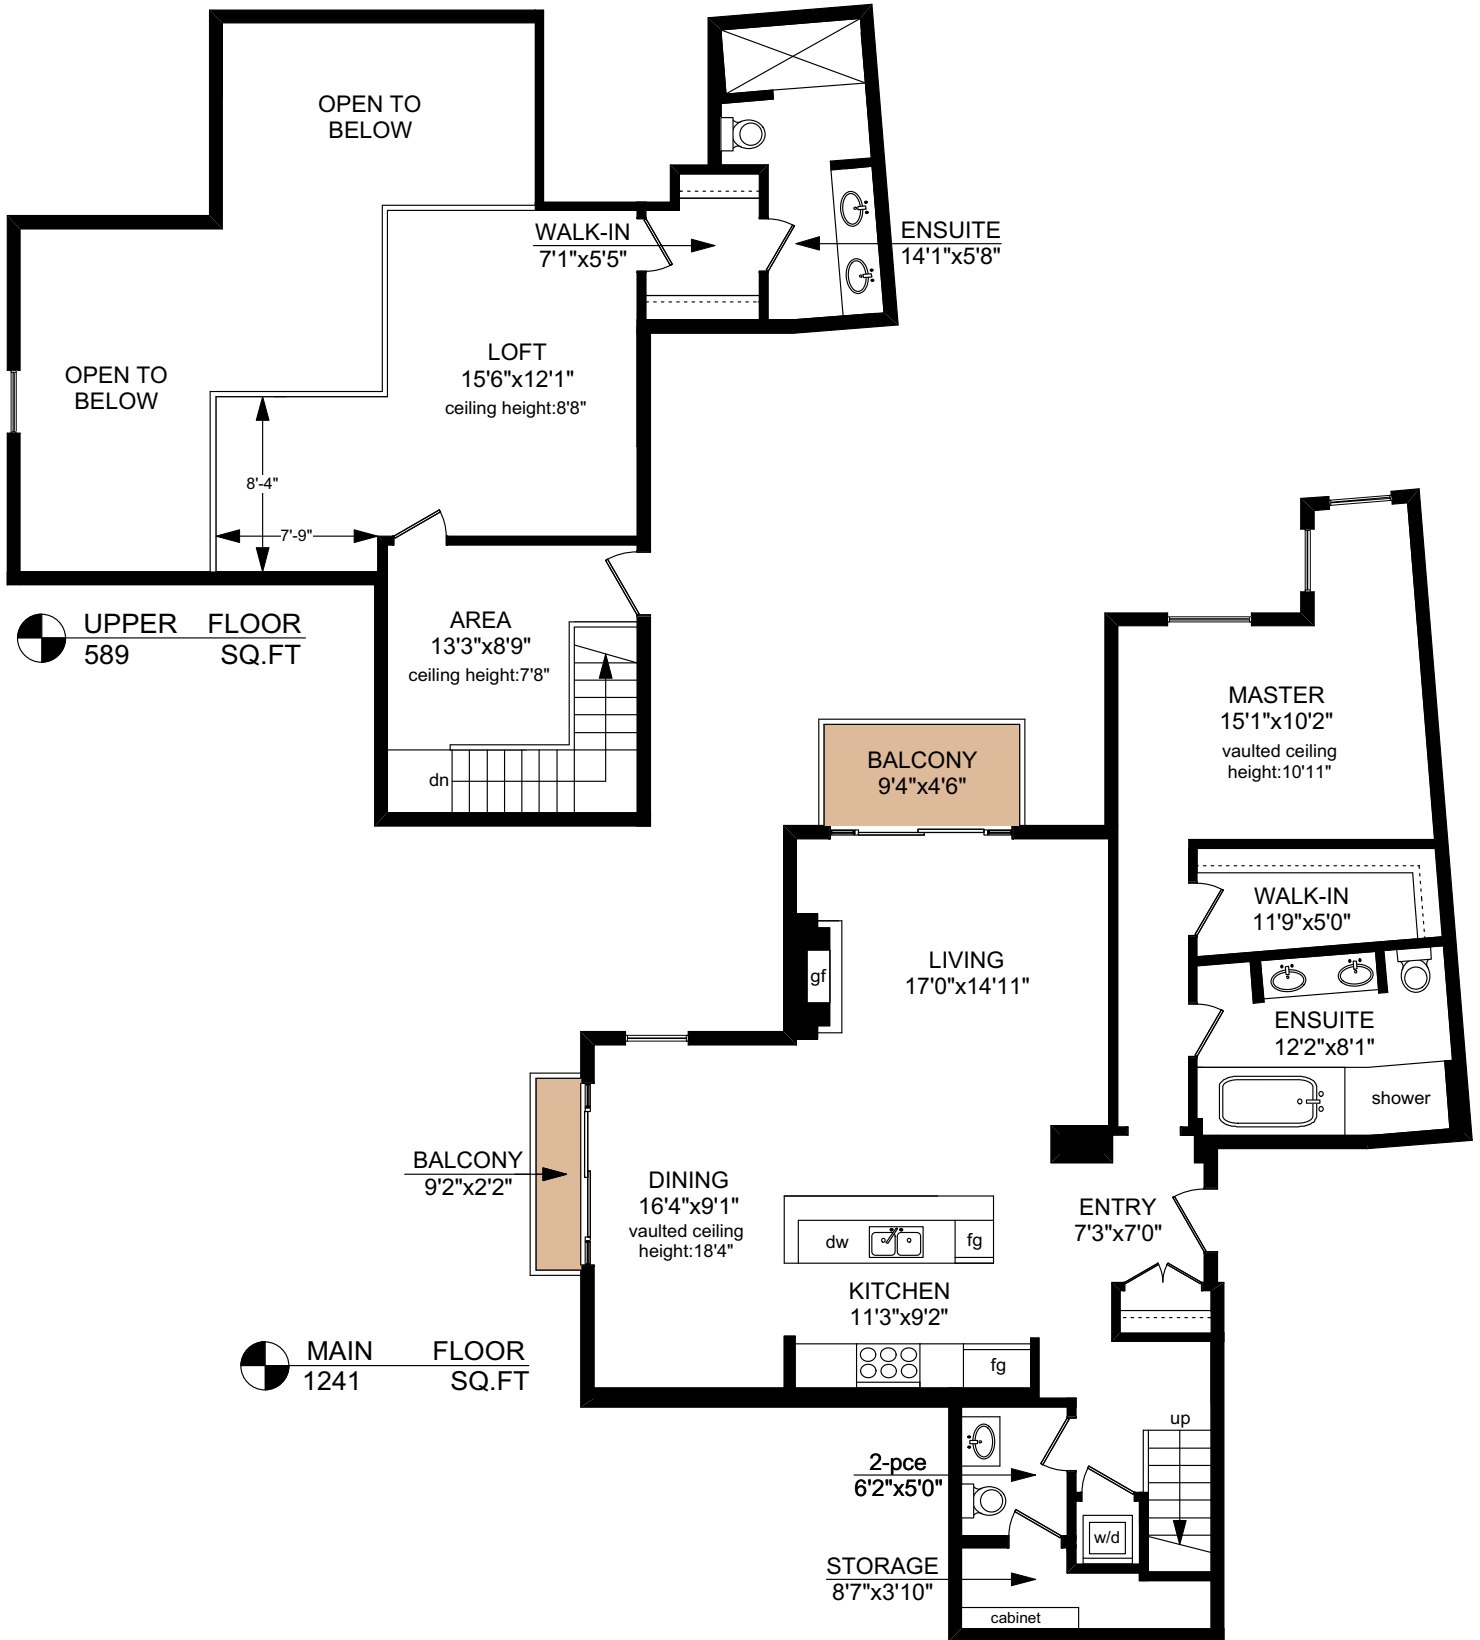 OPEN TO
BELOW
WALK-IN
7'1"x5'5"
ENSUITE
14'1"x5'8"
LOFT
15'6"x12'1"
ceiling height:8'8"
OPEN TO
BELOW
8'-4"
7'-9"
UPPER FLOOR
589 SQ.FT
AREA
13'3"x8'9"
ceiling height:7'8"
dn
MASTER
15'1"x10'2"
vaulted ceiling
height:10'11"
BALCONY
9'4"x4'6"
WALK-IN
11'9"x5'0"
LIVING
17'0"x14'11"
gf
ENSUITE
12'2"x8'1"
shower
BALCONY
9'2"x2'2"
DINING
16'4"x9'1"
vaulted ceiling
height:18'4"
ENTRY
7'3"x7'0"
dw
fg
KITCHEN
11'3"x9'2"
fg
MAIN FLOOR
1241 SQ.FT
up
2-pce
6'2"x5'0"
w/d
STORAGE
8'7"x3'10"
cabinet